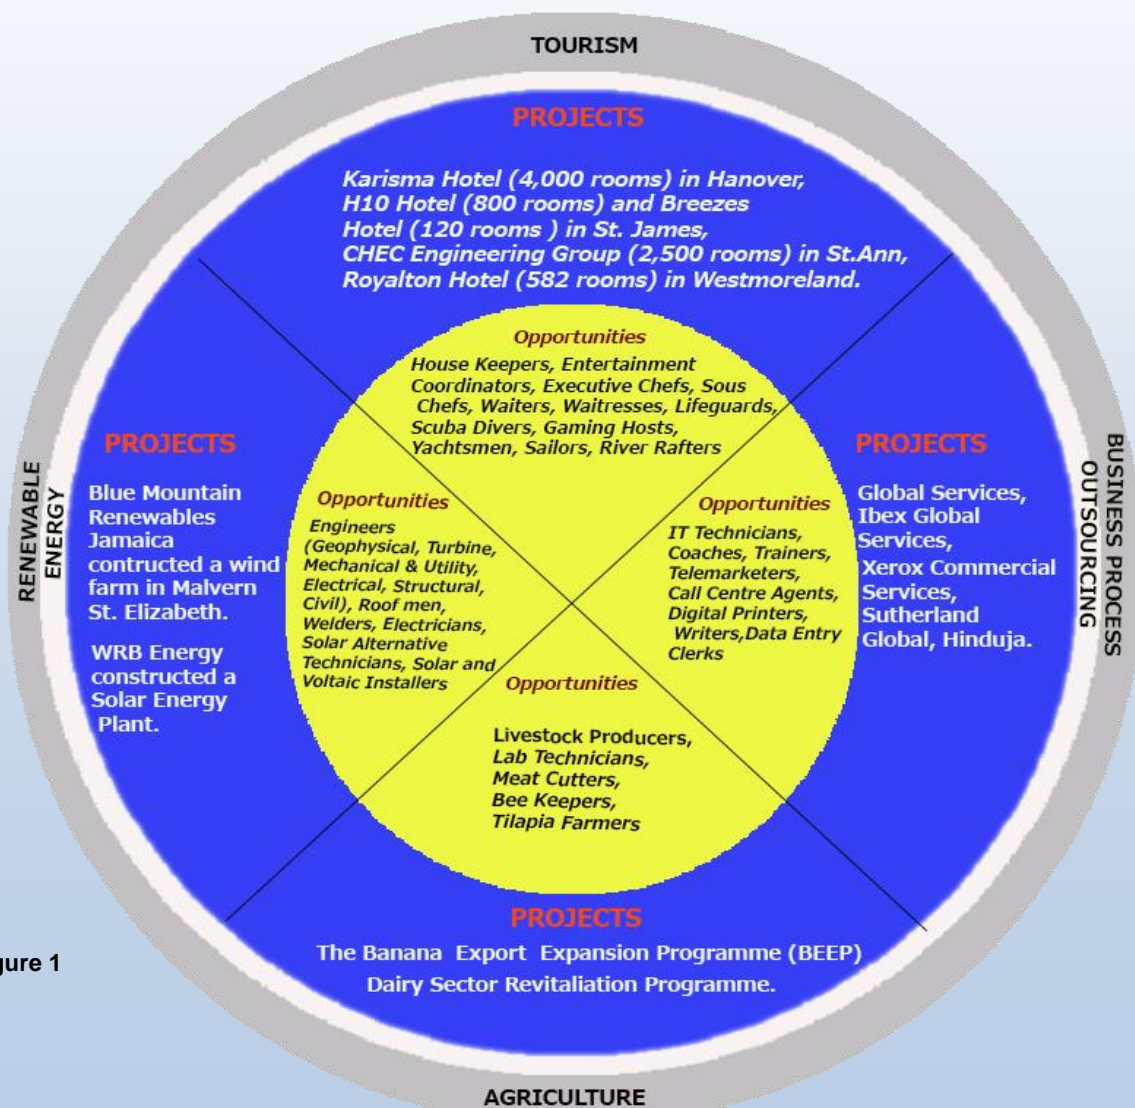 TOURISM
PROJECTS
Karisma Hotel (4,000 rooms) in Hanover,
H10 Hotel (800 rooms) and Breezes
Hotel (120 rooms ) in St. James,
CHEC Engineering Group (2,500 rooms) in St.Ann,
Royalton Hotel (582 rooms) in Westmoreland.
Opportunities
House Keepers, Entertainment
Coordinators, Executive Chefs, Sous
Chefs, Waiters, Waitresses, Lifeguards,
Scuba Divers, Gaming Hosts,
Yachtsmen, Sailors, River Rafters
RENEWABLE
ENERGY
PROJECTS
Blue Mountain
Renewables
Jamaica
contructed a wind
farm in Malvern
St. Elizabeth.
WRB Energy
constructed a
Solar Energy
Plant.
Opportunities
Engineers
(Geophysical, Turbine,
Mechanical & Utility,
Electrical, Structural,
Civil), Roof men,
Welders, Electricians,
Solar Alternative
Technicians, Solar and
Voltaic Installers
Opportunities
IT Technicians,
Coaches, Trainers,
Telemarketers,
Call Centre Agents,
Digital Printers,
Writers,Data Entry
Clerks
PROJECTS
Global Services,
Ibex Global
Services,
Xerox Commercial
Services,
Sutherland
Global, Hinduja.
BUSINESS PROCESS
OUTSOURCING
Opportunities
Livestock Producers,
Lab Technicians,
Meat Cutters,
Bee Keepers,
Tilapia Farmers
PROJECTS
The Banana Export Expansion Programme (BEEP)
Dairy Sector Revitaliation Programme.
gure 1
AGRICULTURE